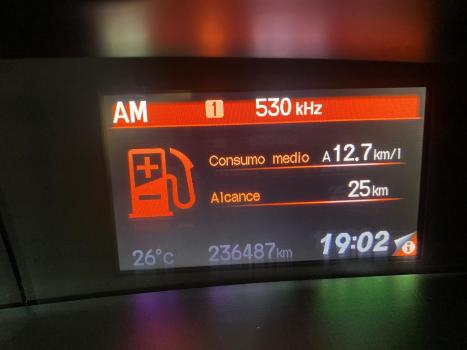 AM 1 530 kHz
Consumo medio A 12.7 km/l
Alcance 25 km
26°C 236487 km 19:02 i